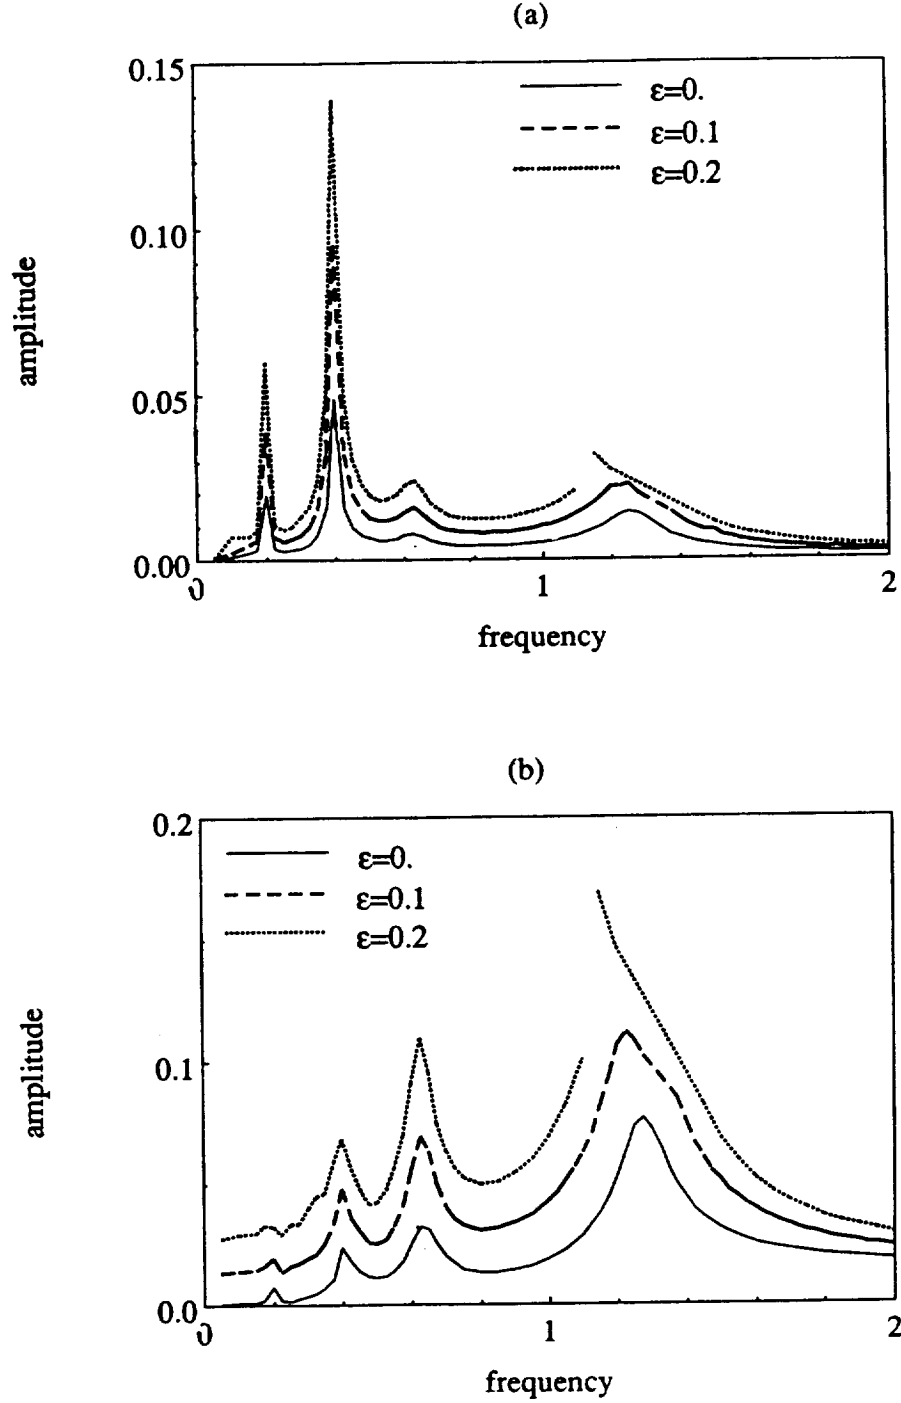 (a)
0.15
ε=0.
ε=0.1
ε=0.2
0.10
amplitude
0.05
0.00
0
1
2
frequency
(b)
0.2
ε=0.
ε=0.1
ε=0.2
amplitude
0.1
0.0
0
1
2
frequency